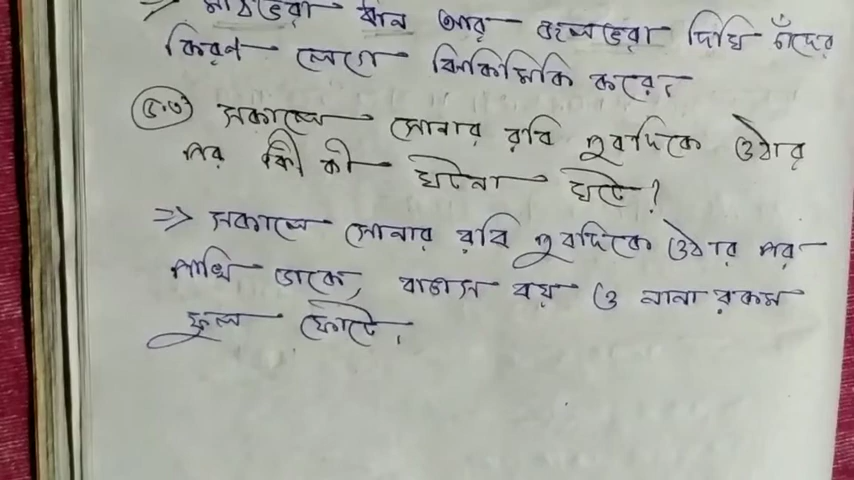 ⇒ মাঠভরা ধান আর জলভরা দিঘি চাঁদের
কিরণ লেগে ঝিকিমিকি করে।
৫.৩ সকালে সোনার রবি পুবদিকে ওঠার
পর কী কী ঘটনা ঘটে?
⇒ সকালে সোনার রবি পুবদিকে ওঠার পর
পাখি ডাকে, বাতাস বয় ও নানা রকম
ফুল ফোটে।